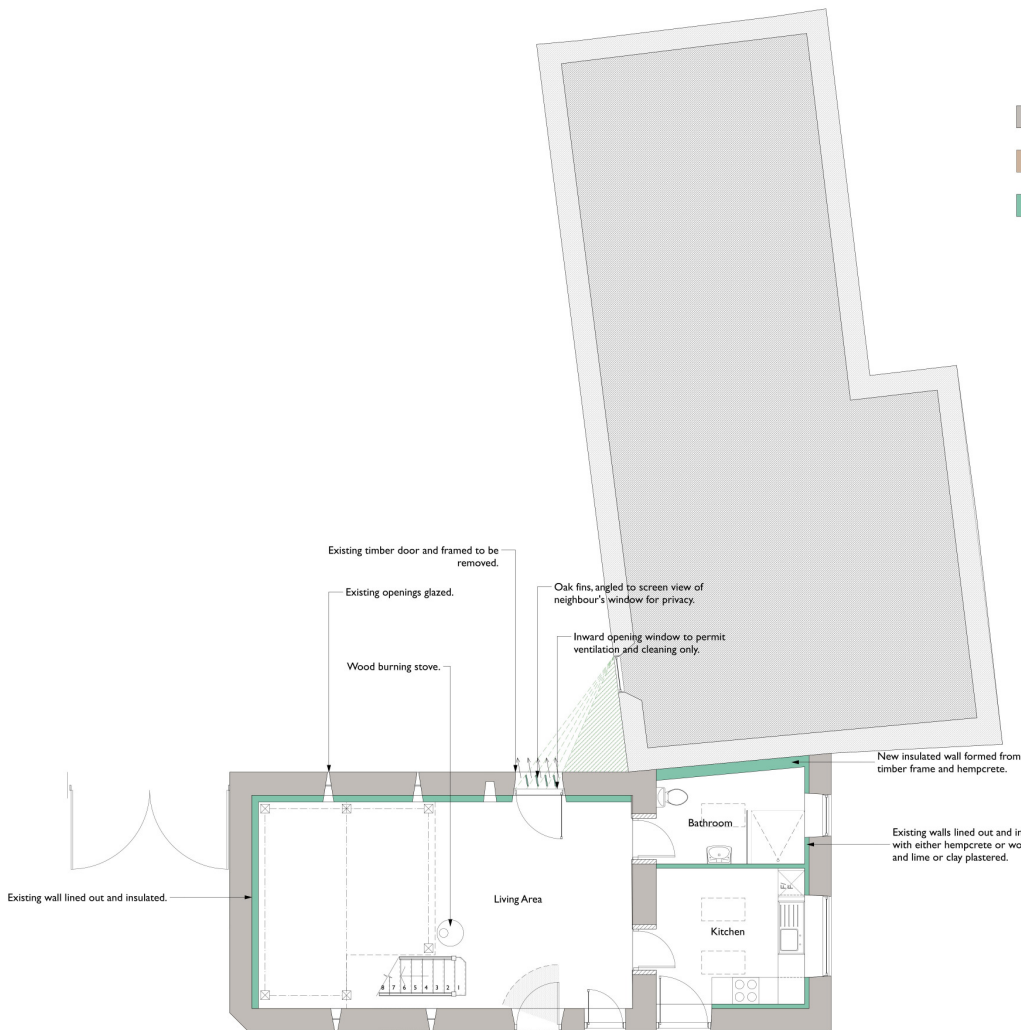 Existing timber door and framed to be
removed.
Existing openings glazed.
Oak fins, angled to screen view of
neighbour's window for privacy.
Inward opening window to permit
ventilation and cleaning only.
Wood burning stove.
New insulated wall formed from
timber frame and hempcrete.
Bathroom
Existing walls lined out and in
with either hempcrete or wo
and lime or clay plastered.
Existing wall lined out and insulated.
Living Area
Kitchen
8 7 6 5 4 3 2 1